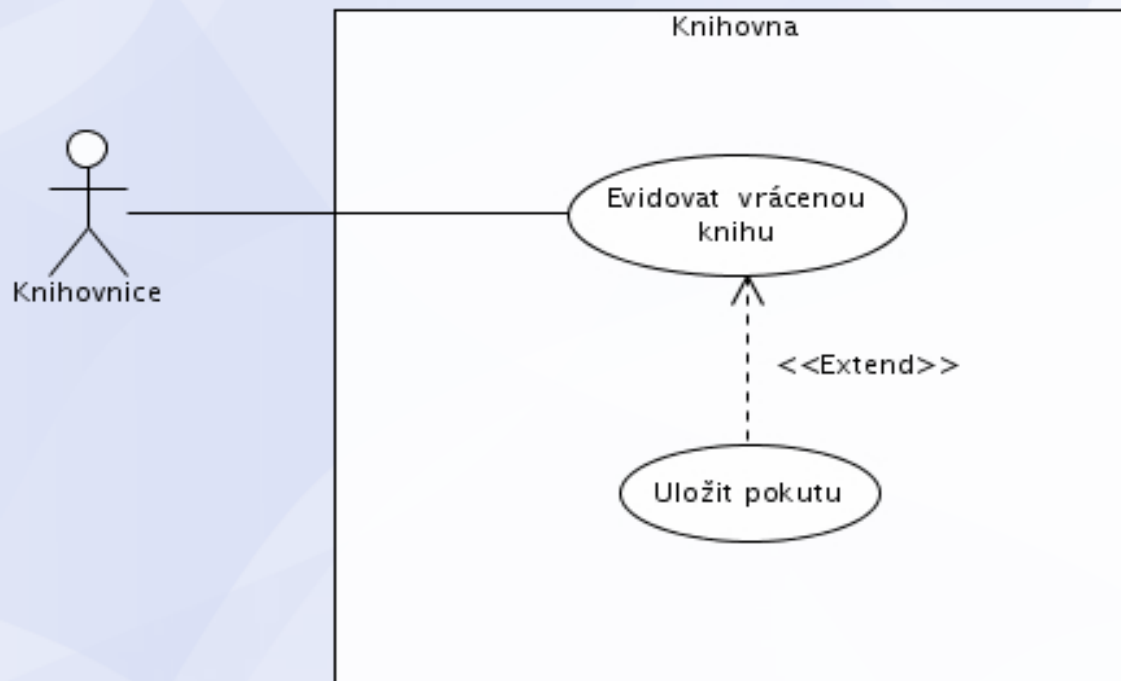 Knihovna
Evidovat vrácenou
knihu
Knihovnice
<<Extend>>
Uložit pokutu